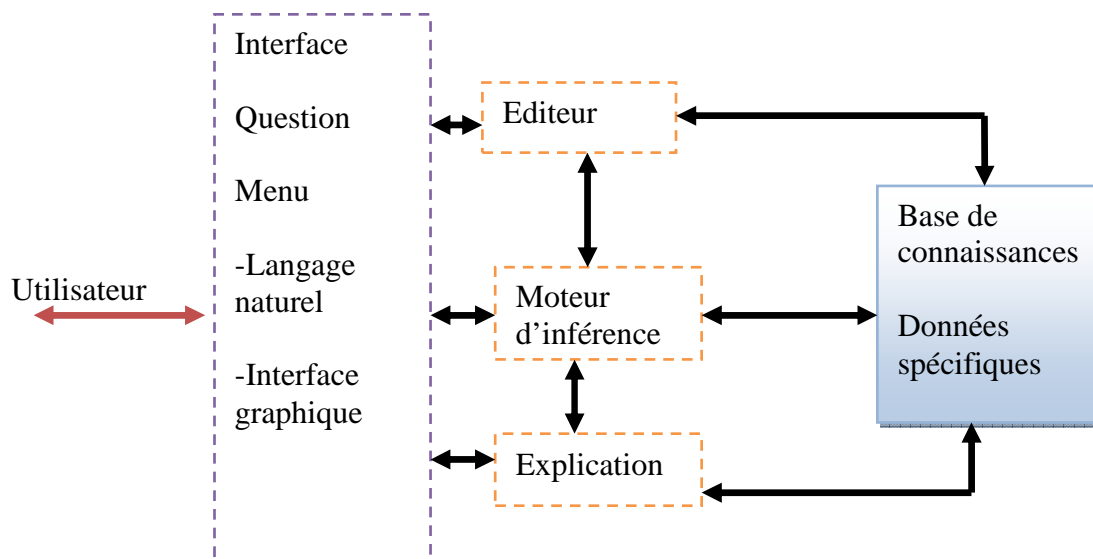 Utilisateur
Interface
Question
Menu
-Langage
naturel
-Interface
graphique
Editeur
Moteur
d’inférence
Explication
Base de
connaissances
Données
spécifiques